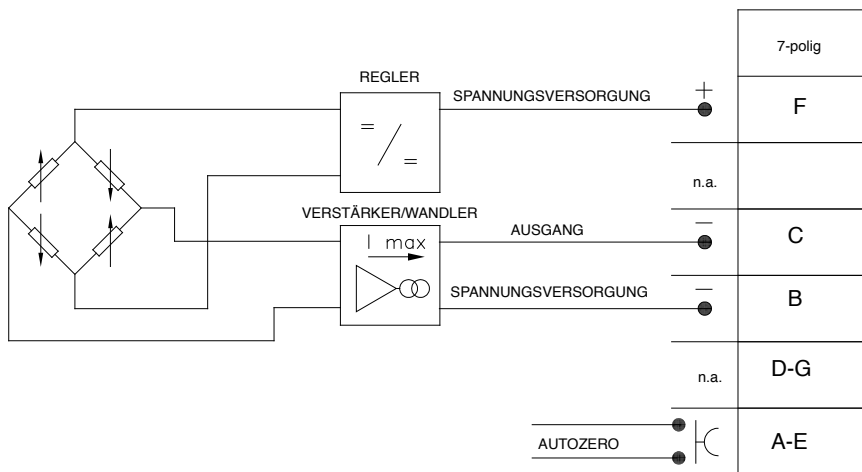 7-polig
REGLER
SPANNUNGSVERSORGUNG
+
F
=
/
=
n.a.
VERSTÄRKER/WANDLER
I max
AUSGANG
–
C
SPANNUNGSVERSORGUNG
–
B
n.a.
D-G
AUTOZERO
A-E